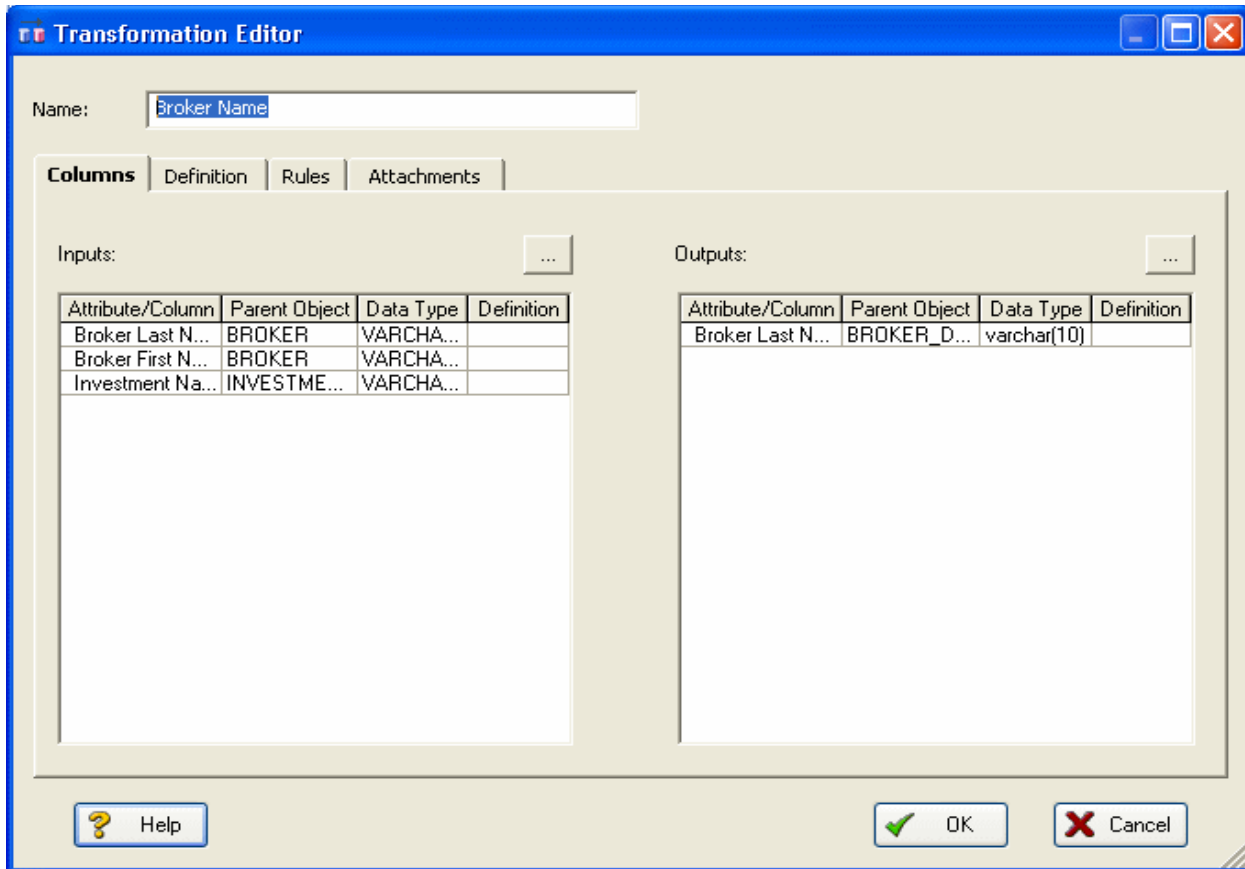 Transformation Editor
Name: Broker Name
Columns Definition Rules Attachments
Inputs: ...
Attribute/Column Parent Object Data Type Definition
Broker Last N... BROKER VARCHA...
Broker First N... BROKER VARCHA...
Investment Na... INVESTME... VARCHA...
Outputs: ...
Attribute/Column Parent Object Data Type Definition
Broker Last N... BROKER_D... varchar(10)
Help OK Cancel